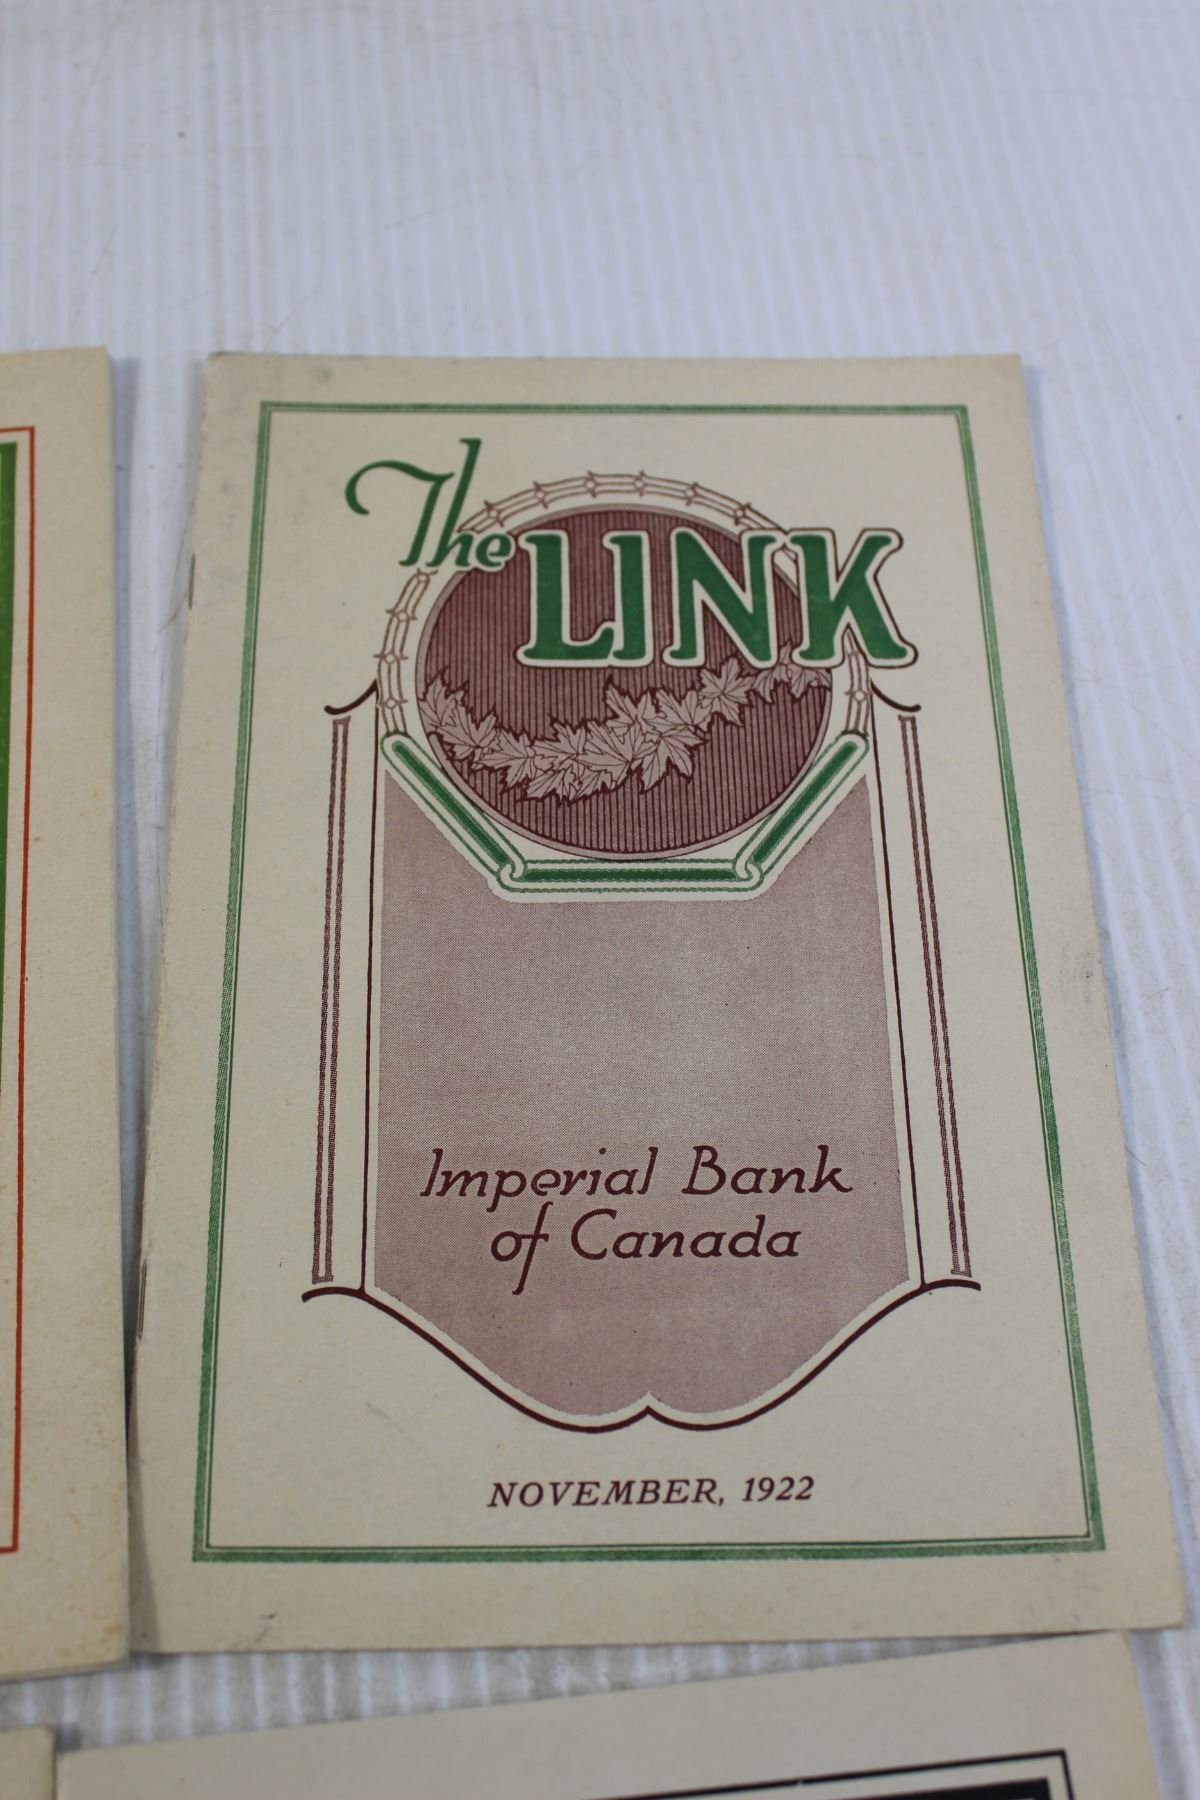 The LINK
Imperial Bank
of Canada
NOVEMBER, 1922